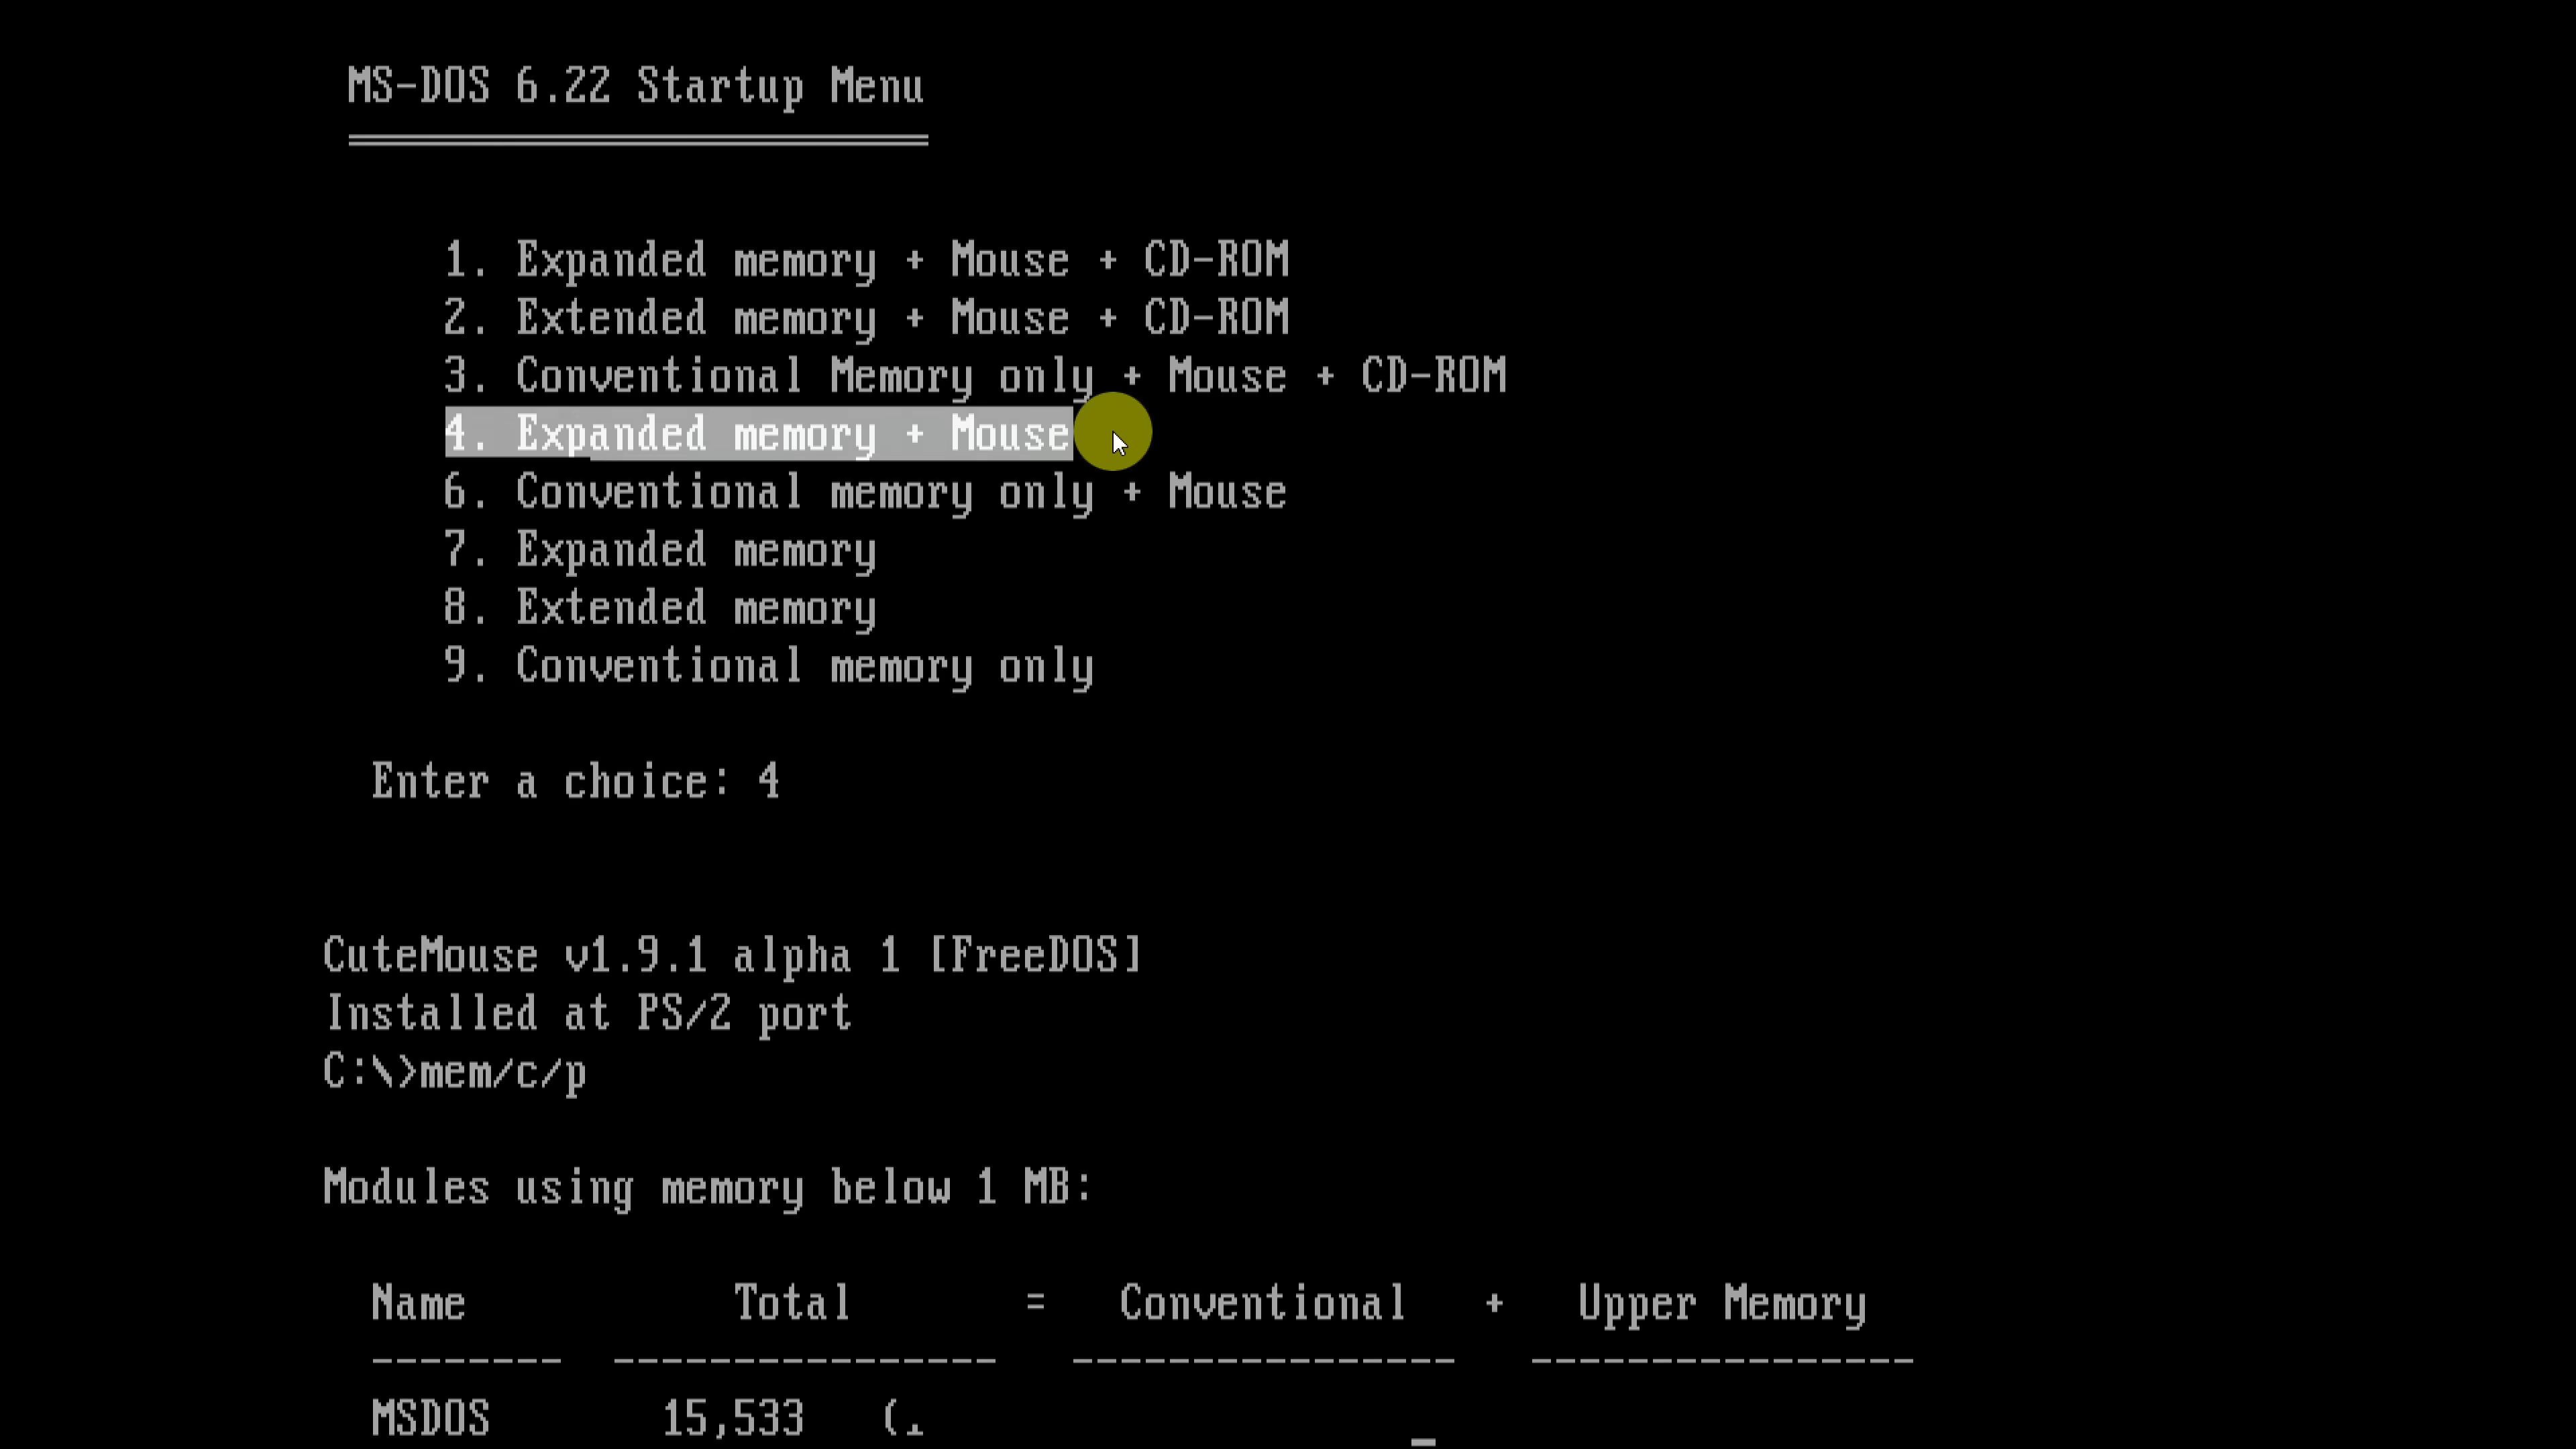 MS-DOS 6.22 Startup Menu
1. Expanded memory + Mouse + CD-ROM
2. Extended memory + Mouse + CD-ROM
3. Conventional Memory only + Mouse + CD-ROM
4. Expanded memory + Mouse
6. Conventional memory only + Mouse
7. Expanded memory
8. Extended memory
9. Conventional memory only
Enter a choice: 4
CuteMouse v1.9.1 alpha 1 [FreeDOS]
Installed at PS/2 port
C:\>mem/c/p
Modules using memory below 1 MB:
Name Total = Conventional + Upper Memory
-------- ---------------- ---------------- ----------------
MSDOS 15,533 (